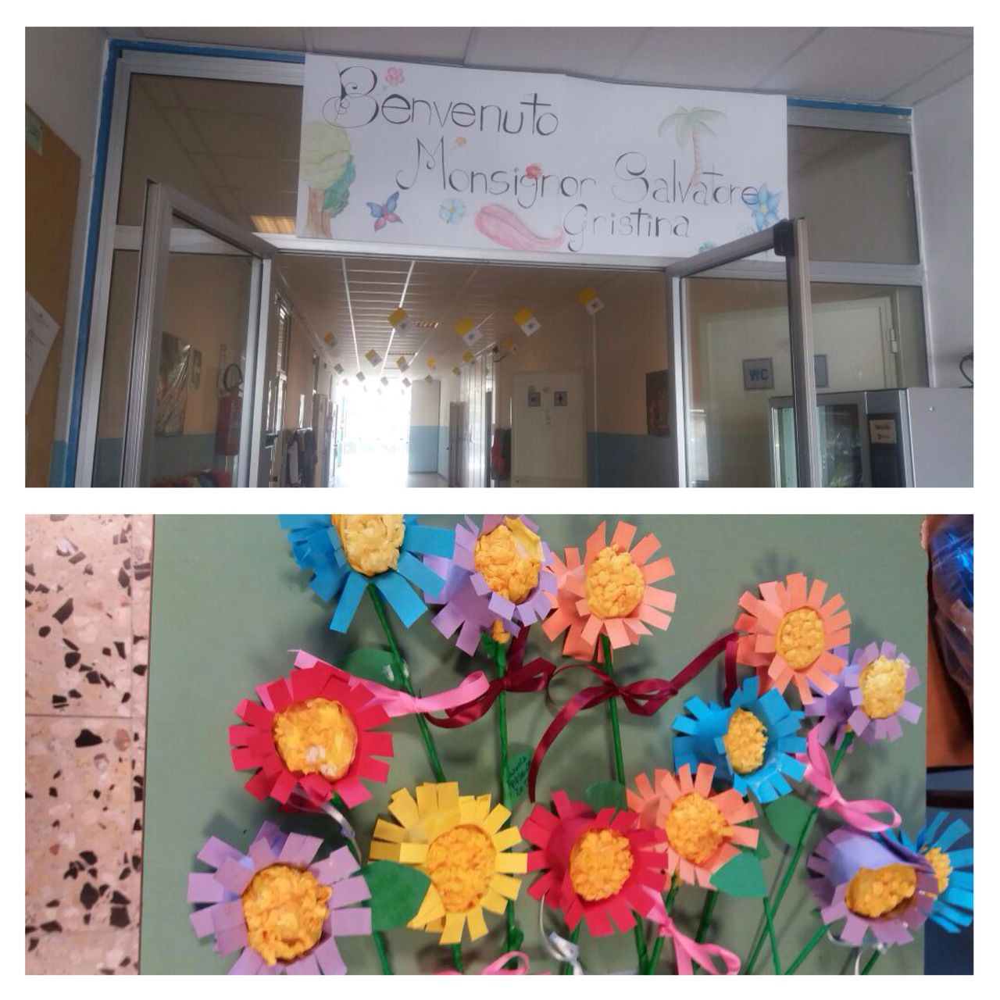 Benvenuto
Monsignor Salvatore
Gristina
WC